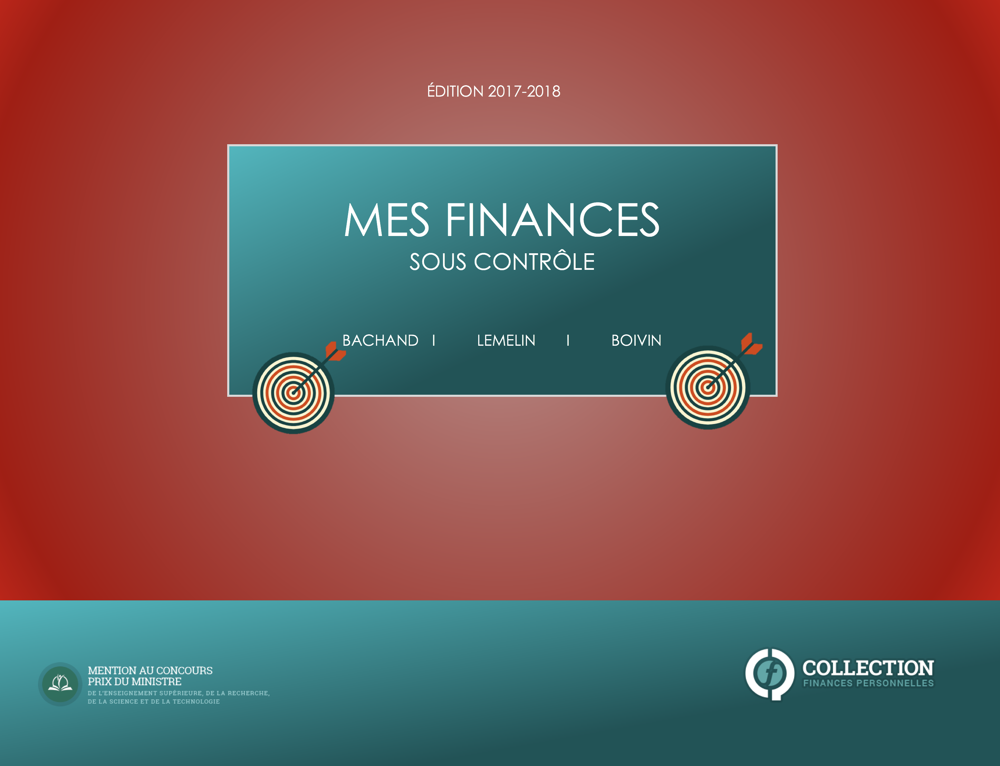 ÉDITION 2017-2018
MES FINANCES
SOUS CONTRÔLE
BACHAND I LEMELIN I BOIVIN
MENTION AU CONCOURS
PRIX DU MINISTRE
DE L'ENSEIGNEMENT SUPÉRIEURE, DE LA RECHERCHE,
DE LA SCIENCE ET DE LA TECHNOLOGIE
COLLECTION
FINANCES PERSONNELLES